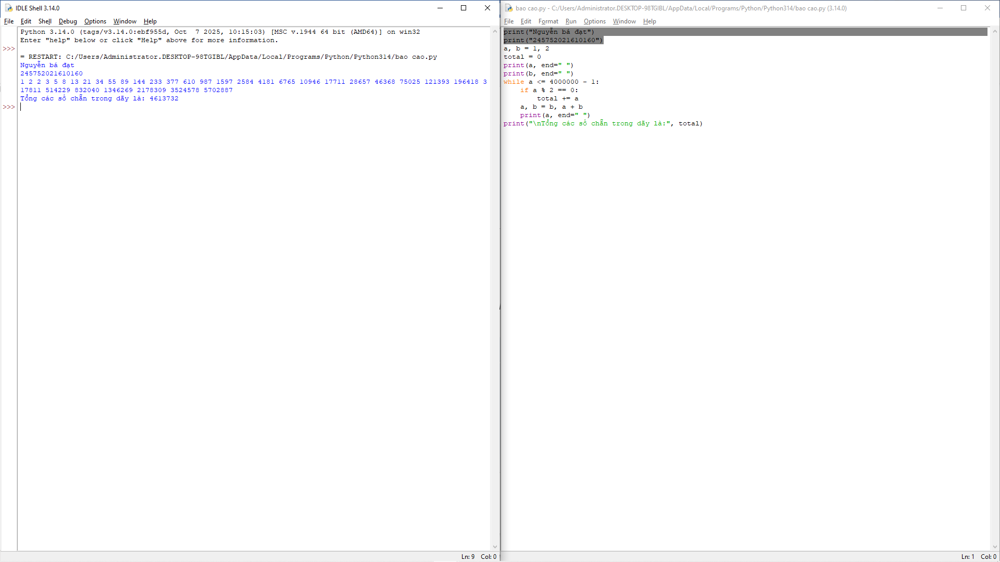 IDLE Shell 3.14.0
File Edit Shell Debug Options Window Help
Python 3.14.0 (tags/v3.14.0:ebf955d, Oct  7 2025, 10:15:03) [MSC v.1944 64 bit (AMD64)] on win32
Enter "help" below or click "Help" above for more information.
>>>
= RESTART: C:/Users/Administrator.DESKTOP-98TGIBL/AppData/Local/Programs/Python/Python314/bao cao.py
Nguyễn bá đạt
245752021610160
1 2 2 3 5 8 13 21 34 55 89 144 233 377 610 987 1597 2584 4181 6765 10946 17711 28657 46368 75025 121393 196418 3
17811 514229 832040 1346269 2178309 3524578 5702887
Tổng các số chẵn trong dãy là: 4613732
>>>
Ln: 9 Col: 0
bao cao.py - C:/Users/Administrator.DESKTOP-98TGIBL/AppData/Local/Programs/Python/Python314/bao cao.py (3.14.0)
File Edit Format Run Options Window Help
print("Nguyễn bá đạt")
print("245752021610160")
a, b = 1, 2
total = 0
print(a, end=" ")
print(b, end=" ")
while a <= 4000000 - 1:
    if a % 2 == 0:
        total += a
    a, b = b, a + b
    print(a, end=" ")
print("\nTổng các số chẵn trong dãy là:", total)
Ln: 1 Col: 0